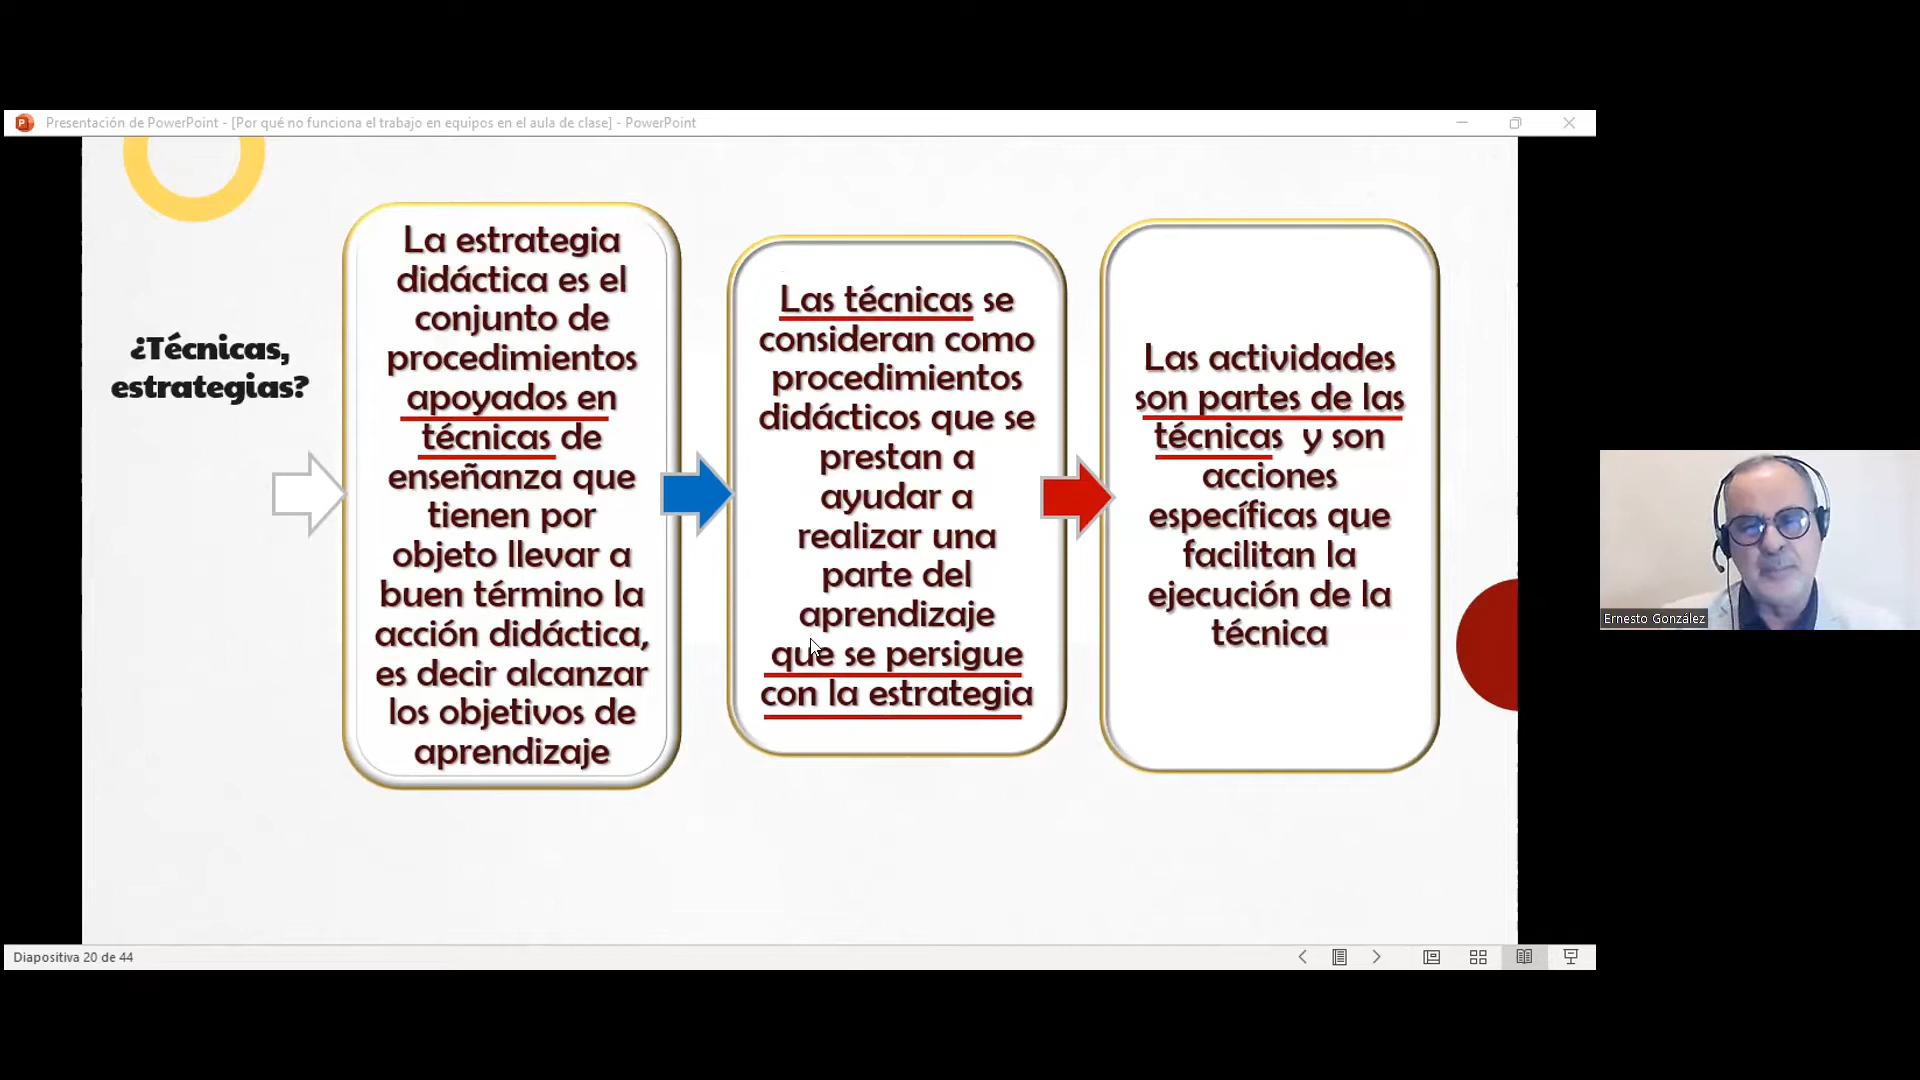 Presentación de PowerPoint - [Por qué no funciona el trabajo en equipos en el aula de clase] - PowerPoint
¿Técnicas,
estrategias?
La estrategia
didáctica es el
conjunto de
procedimientos
apoyados en
técnicas de
enseñanza que
tienen por
objeto llevar a
buen término la
acción didáctica,
es decir alcanzar
los objetivos de
aprendizaje
Las técnicas se
consideran como
procedimientos
didácticos que se
prestan a
ayudar a
realizar una
parte del
aprendizaje
que se persigue
con la estrategia
Las actividades
son partes de las
técnicas y son
acciones
específicas que
facilitan la
ejecución de la
técnica
Ernesto González
Diapositiva 20 de 44